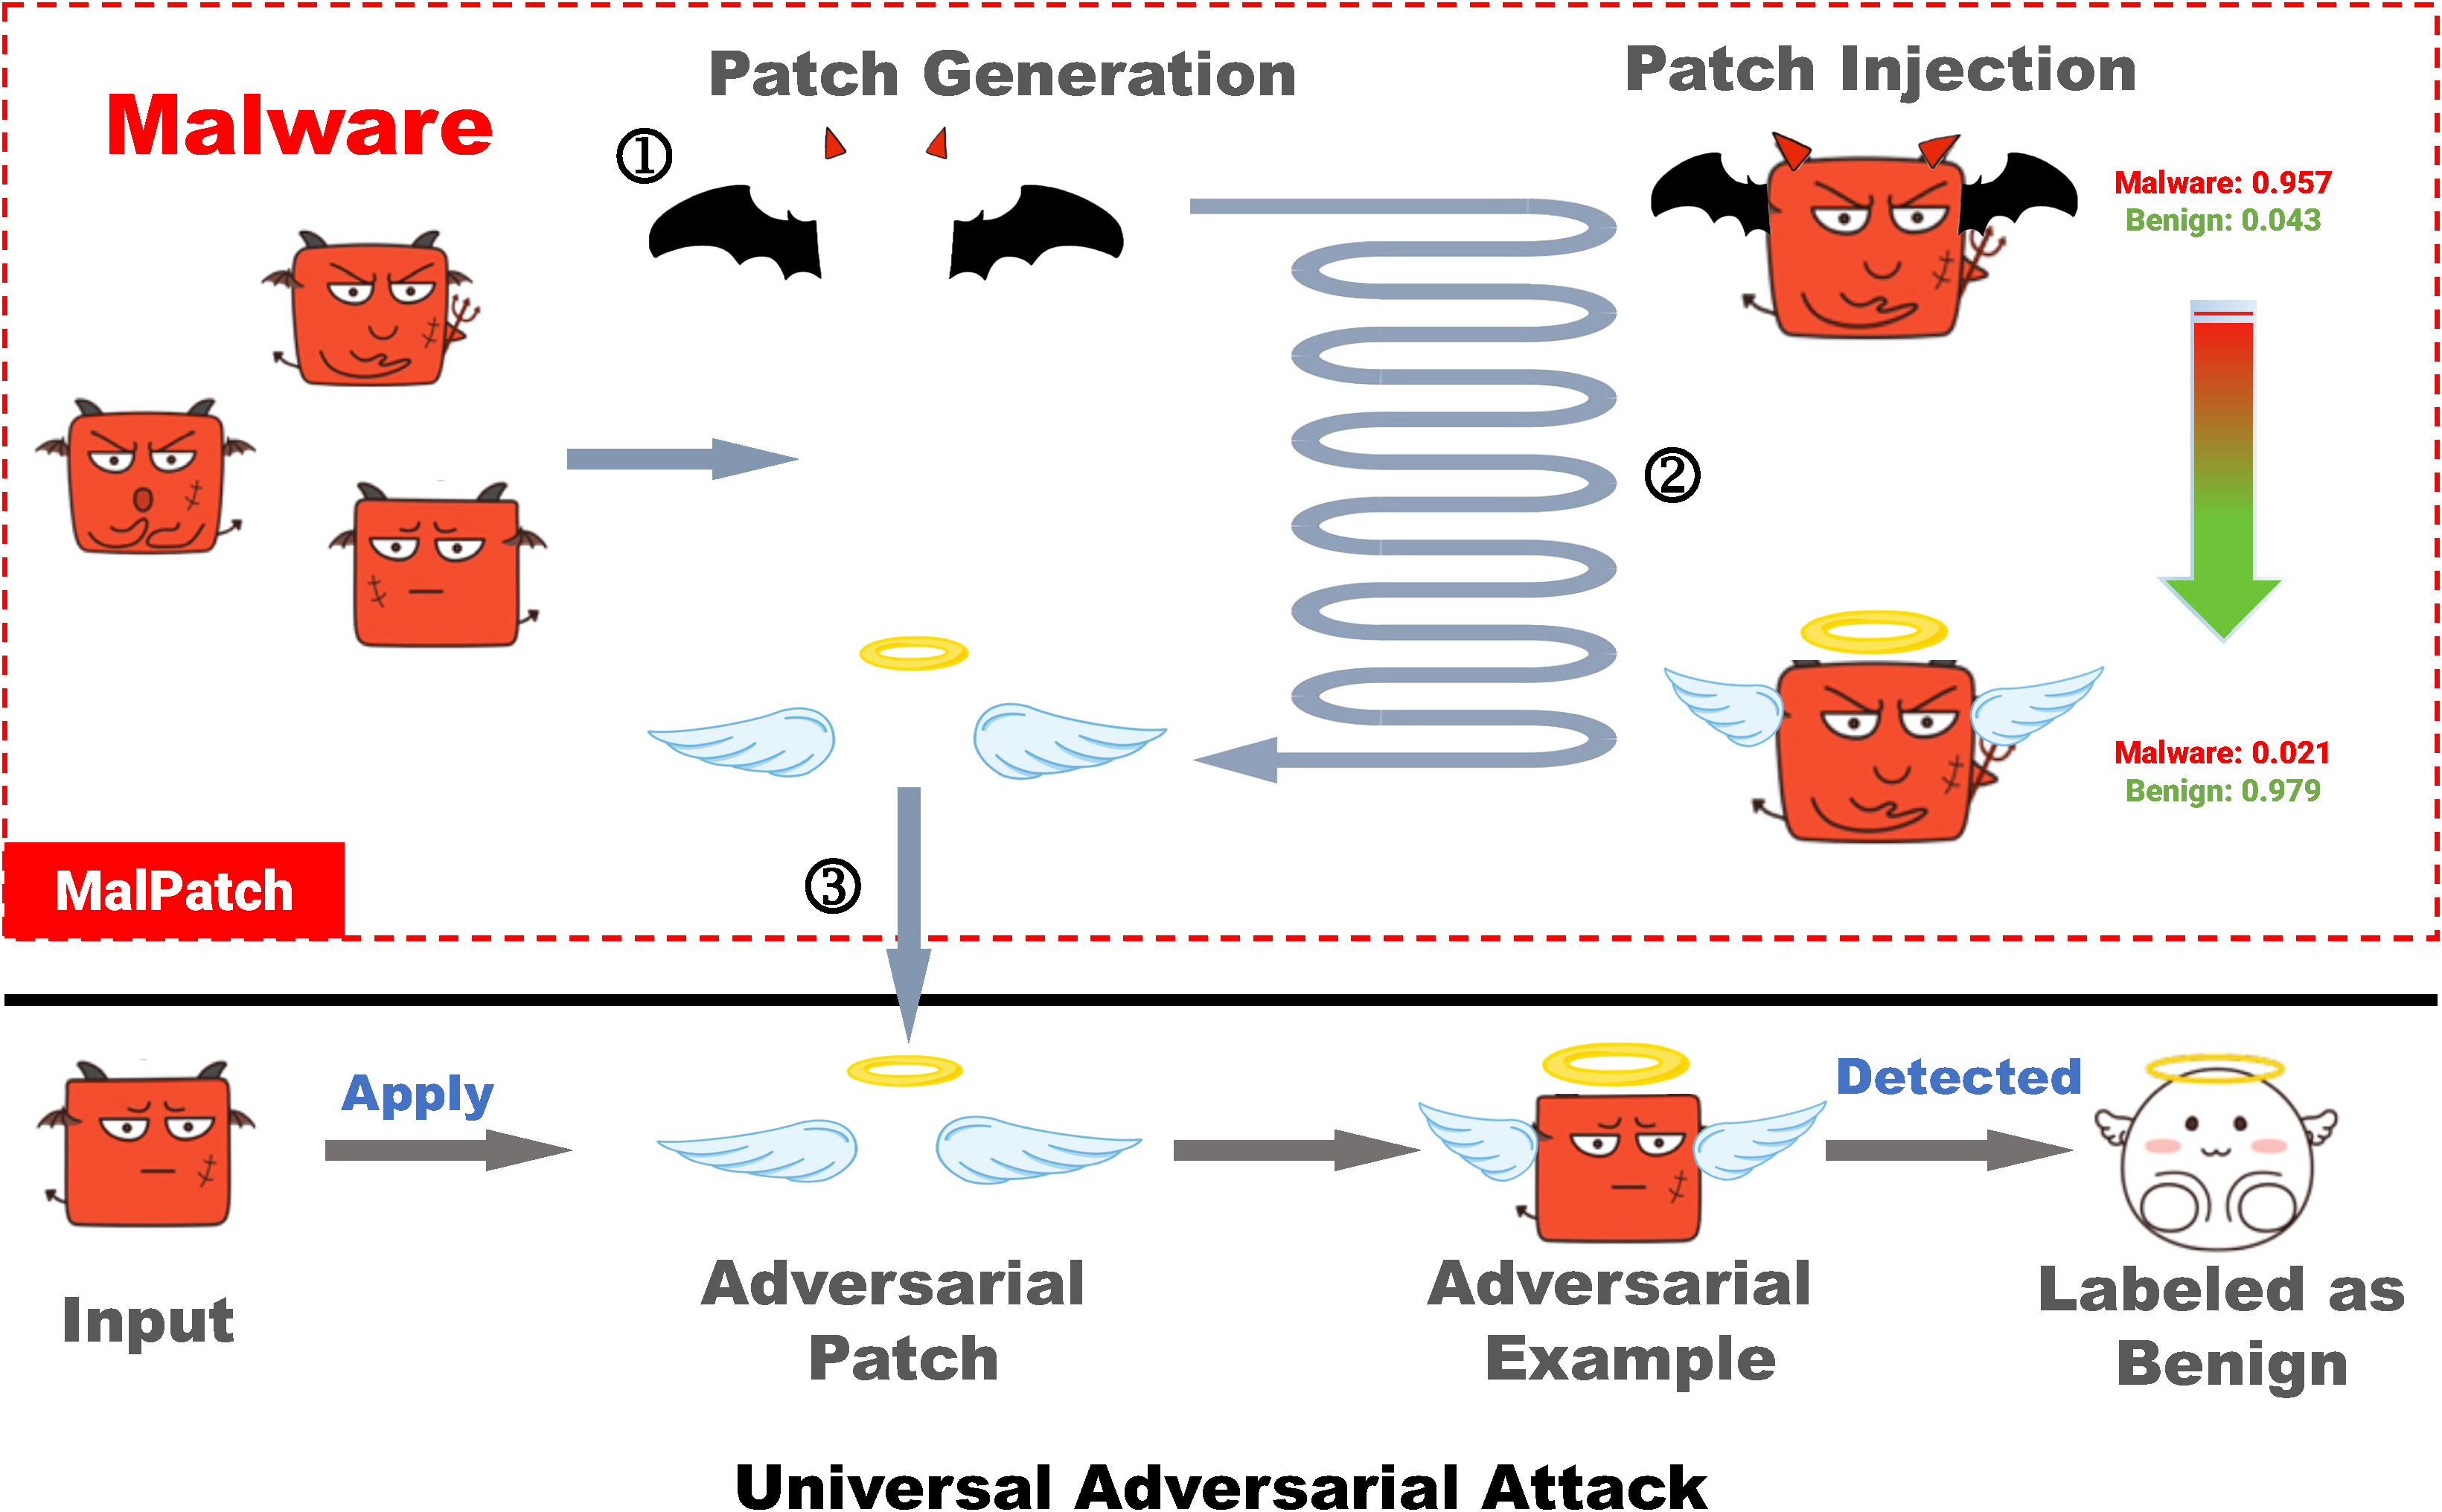 Malware
Patch Generation
Patch Injection
①
Malware: 0.957
Benign: 0.043
②
Malware: 0.021
Benign: 0.979
MalPatch
③
Apply
Detected
Input
Adversarial
Patch
Adversarial
Example
Labeled as
Benign
Universal Adversarial Attack